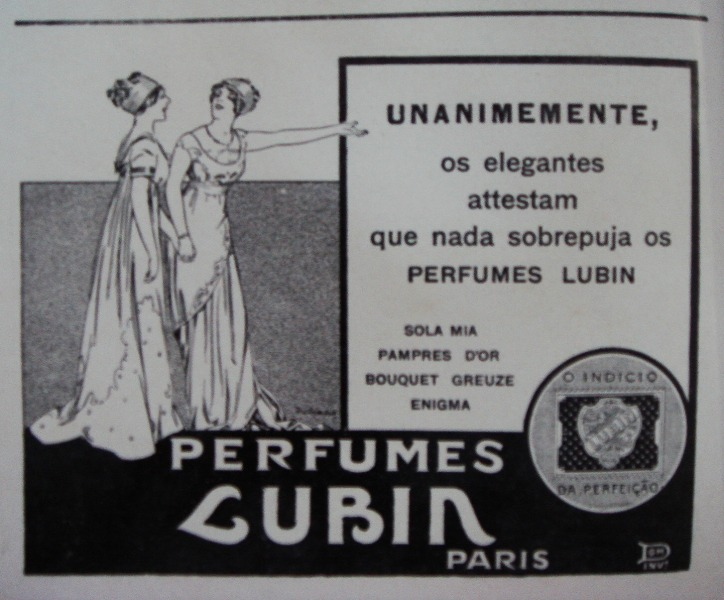 UNANIMEMENTE,
os elegantes
attestam
que nada sobrepuja os
PERFUMES LUBIN
SOLA MIA
PAMPRES D'OR
BOUQUET GREUZE
ENIGMA
O INDICIO
LUBIN
DA PERFEIÇÃO
PERFUMES
LUBIN
PARIS